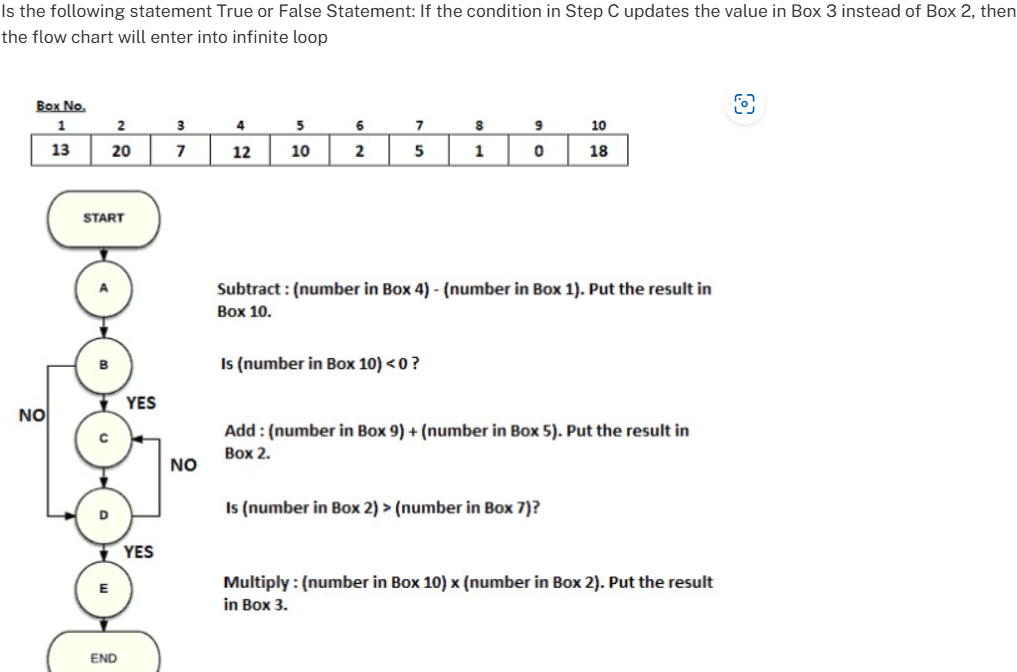 Is the following statement True or False Statement: If the condition in Step C updates the value in Box 3 instead of Box 2, then
the flow chart will enter into infinite loop
Box No.
1 2 3 4 5 6 7 8 9 10
13 20 7 12 10 2 5 1 0 18
START
A
Subtract : (number in Box 4) - (number in Box 1). Put the result in
Box 10.
B
Is (number in Box 10) < 0 ?
YES
NO
C
Add : (number in Box 9) + (number in Box 5). Put the result in
Box 2.
NO
D
Is (number in Box 2) > (number in Box 7)?
YES
E
Multiply : (number in Box 10) x (number in Box 2). Put the result
in Box 3.
END